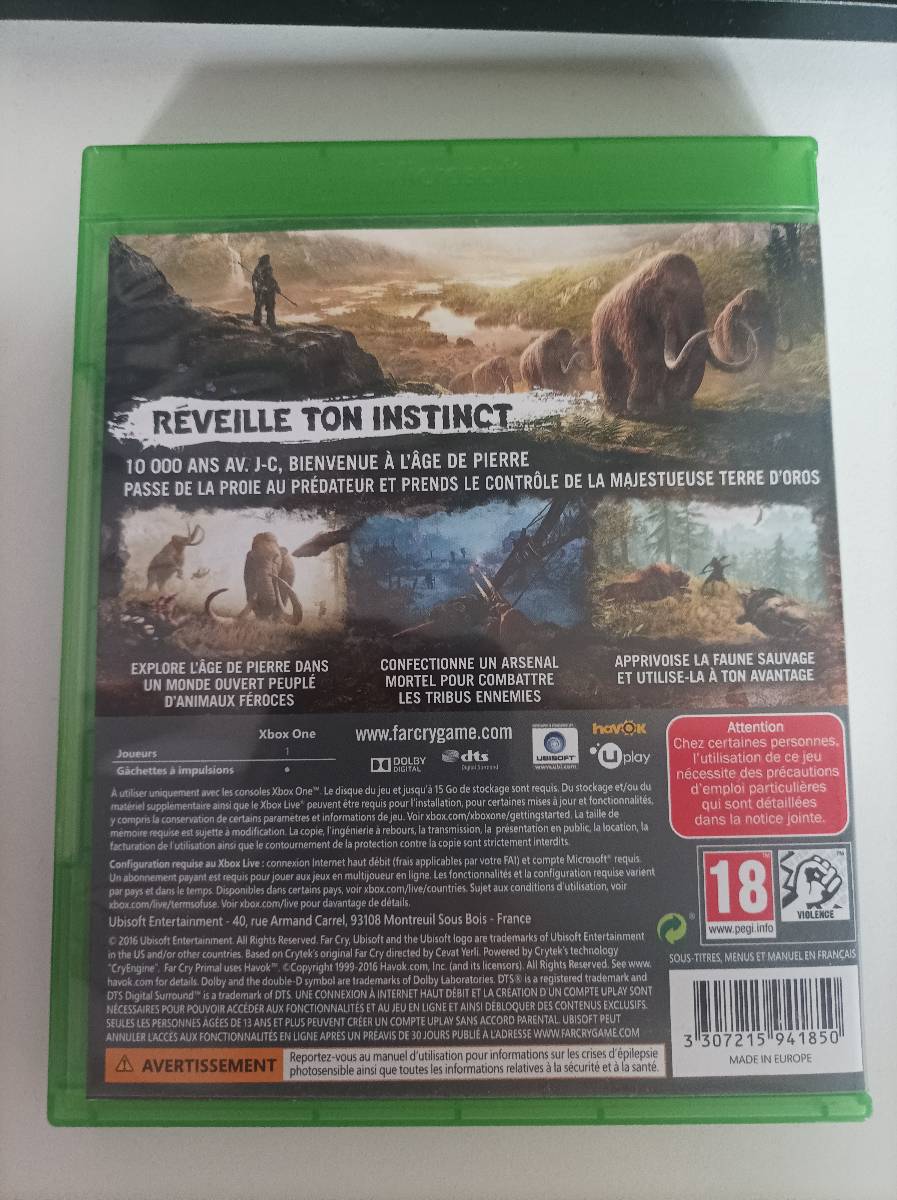 RÉVEILLE TON INSTINCT
10 000 ANS AV. J-C, BIENVENUE À L'ÂGE DE PIERRE
PASSE DE LA PROIE AU PRÉDATEUR ET PRENDS LE CONTRÔLE DE LA MAJESTUEUSE TERRE D'OROS
EXPLORE L'ÂGE DE PIERRE DANS
UN MONDE OUVERT PEUPLÉ
D'ANIMAUX FÉROCES
CONFECTIONNE UN ARSENAL
MORTEL POUR COMBATTRE
LES TRIBUS ENNEMIES
APPRIVOISE LA FAUNE SAUVAGE
ET UTILISE-LA À TON AVANTAGE
Xbox One
Joueurs 1
Gâchettes à impulsions •
www.farcrygame.com
DOLBY
DIGITAL
dts
Digital Surround
UBISOFT
www.ubi.com
havok
Uplay
Attention
Chez certaines personnes,
l'utilisation de ce jeu
nécessite des précautions
d'emploi particulières
qui sont détaillées
dans la notice jointe.
À utiliser uniquement avec les consoles Xbox One™. Le disque du jeu et jusqu'à 15 Go de stockage sont requis. Du stockage et/ou du
matériel supplémentaire ainsi que le Xbox Live® peuvent être requis pour l'installation, pour certaines mises à jour et fonctionnalités,
y compris la conservation de certains paramètres et informations de jeu. Voir xbox.com/xboxone/gettingstarted. La taille de
mémoire requise est sujette à modification. La copie, l'ingénierie à rebours, la transmission, la présentation en public, la location, la
facturation de l'utilisation ainsi que le contournement de la protection contre la copie sont strictement interdits.
Configuration requise au Xbox Live : connexion Internet haut débit (frais applicables par votre FAI) et compte Microsoft® requis.
Un abonnement payant est requis pour jouer aux jeux en multijoueur en ligne. Les fonctionnalités et la configuration requise varient
par pays et dans le temps. Disponibles dans certains pays, voir xbox.com/live/countries. Sujet aux conditions d'utilisation, voir
xbox.com/live/termsofuse. Voir xbox.com/live pour davantage de détails.
Ubisoft Entertainment - 40, rue Armand Carrel, 93108 Montreuil Sous Bois - France
© 2016 Ubisoft Entertainment. All Rights Reserved. Far Cry, Ubisoft and the Ubisoft logo are trademarks of Ubisoft Entertainment
in the US and/or other countries. Based on Crytek's original Far Cry directed by Cevat Yerli. Powered by Crytek's technology
"CryEngine". Far Cry Primal uses Havok™. ©Copyright 1999-2016 Havok.com, Inc. (and its licensors). All Rights Reserved. See www.
havok.com for details. Dolby and the double-D symbol are trademarks of Dolby Laboratories. DTS® is a registered trademark and
DTS Digital Surround™ is a trademark of DTS. UNE CONNEXION À INTERNET HAUT DÉBIT ET LA CRÉATION D'UN COMPTE UPLAY SONT
NÉCESSAIRES POUR POUVOIR ACCÉDER AUX FONCTIONNALITÉS ET AU JEU EN LIGNE ET AINSI DÉBLOQUER DES CONTENUS EXCLUSIFS.
SEULES LES PERSONNES ÂGÉES DE 13 ANS ET PLUS PEUVENT CRÉER UN COMPTE UPLAY SANS ACCORD PARENTAL. UBISOFT PEUT
ANNULER L'ACCÈS AUX FONCTIONNALITÉS EN LIGNE APRÈS UN PRÉAVIS DE 30 JOURS PUBLIÉ À L'ADRESSE WWW.FARCRYGAME.COM
18
www.pegi.info
VIOLENCE
SOUS-TITRES, MENUS ET MANUEL EN FRANÇAIS
3 307215 941850
MADE IN EUROPE
AVERTISSEMENT
Reportez-vous au manuel d'utilisation pour informations sur les crises d'épilepsie
photosensible ainsi que toutes les informations relatives à la sécurité et à la santé.